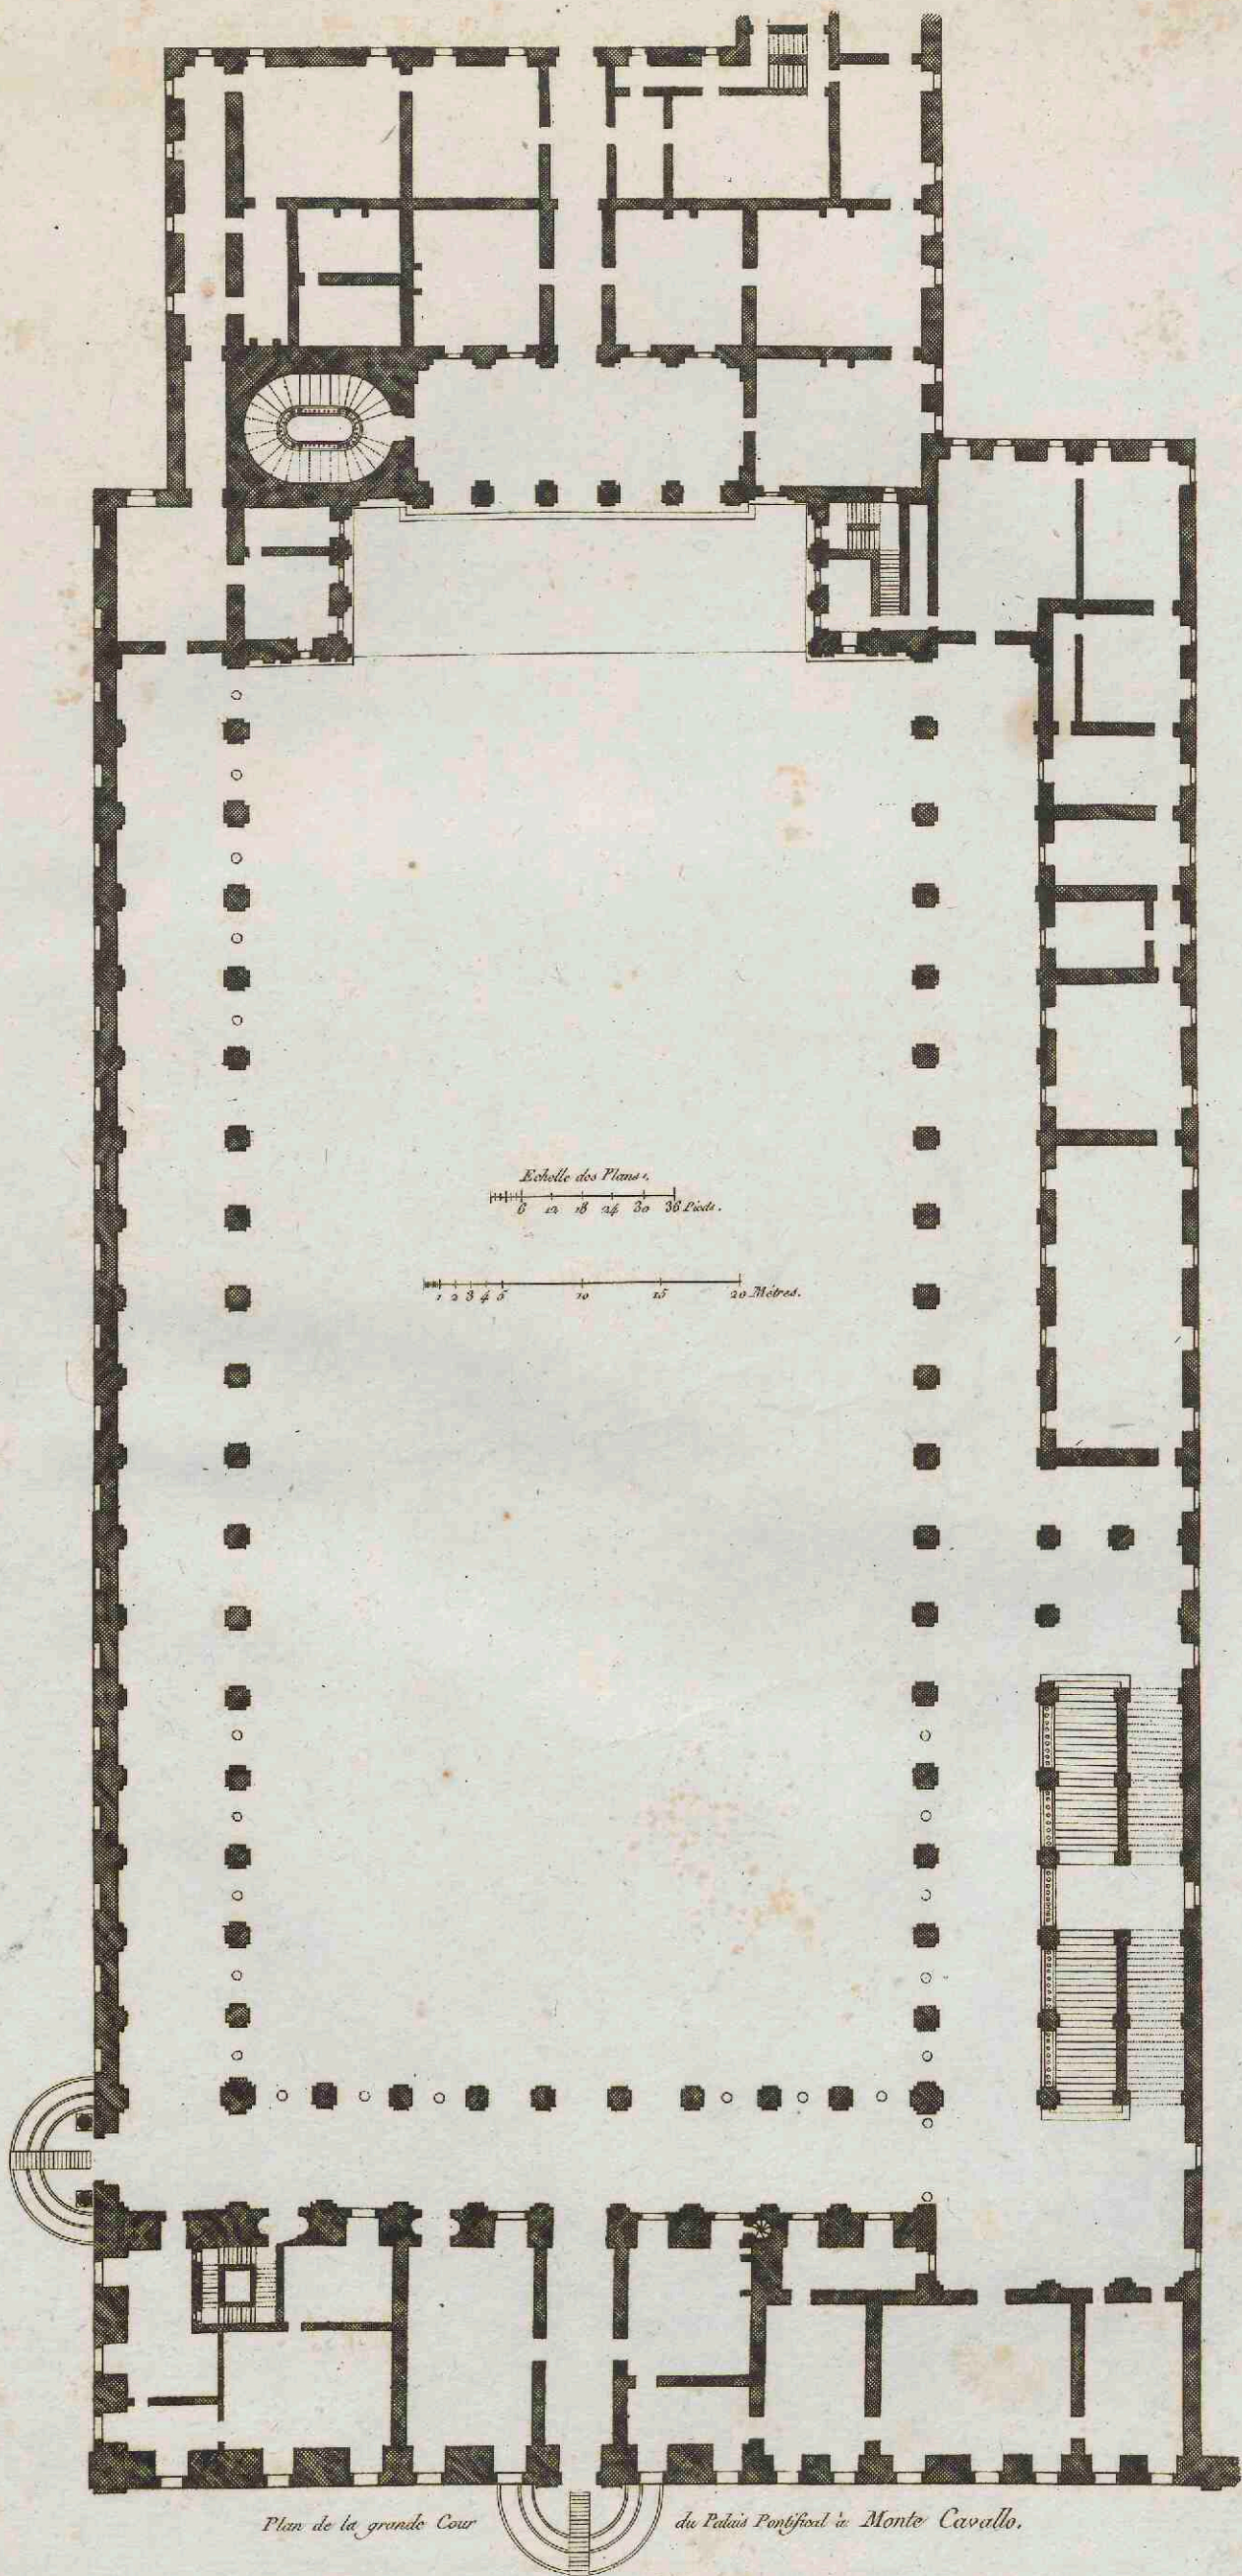 Echelle des Plans.
6 12 18 24 30 36 Pieds.
1 2 3 4 5 10 15 20 Métres.
Plan de la grande Cour du Palais Pontifical à Monte Cavallo.